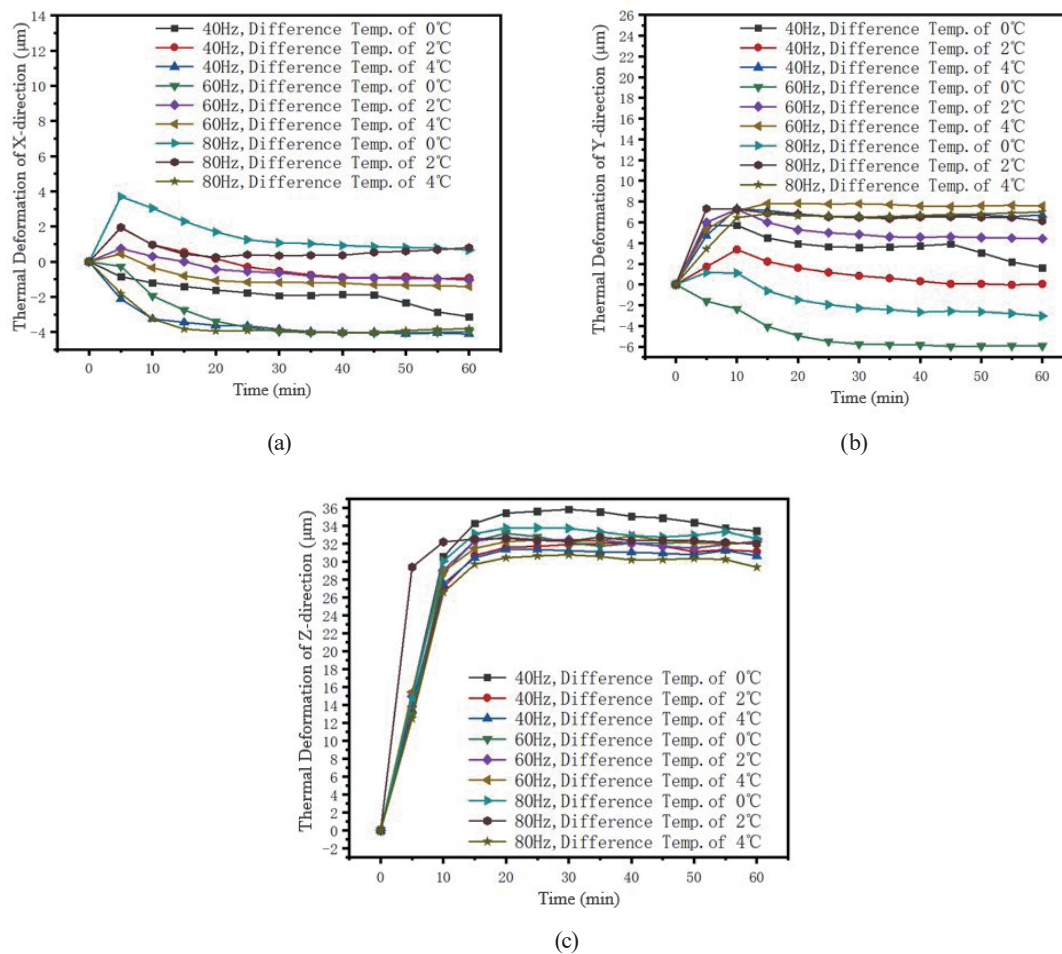 14
12
10
8
6
4
2
0
-2
-4
Thermal Deformation of X-direction (μm)
40Hz,Difference Temp. of 0℃
40Hz,Difference Temp. of 2℃
40Hz,Difference Temp. of 4℃
60Hz,Difference Temp. of 0℃
60Hz,Difference Temp. of 2℃
60Hz,Difference Temp. of 4℃
80Hz,Difference Temp. of 0℃
80Hz,Difference Temp. of 2℃
80Hz,Difference Temp. of 4℃
0 10 20 30 40 50 60
Time (min)
(a)
26
24
22
20
18
16
14
12
10
8
6
4
2
0
-2
-4
-6
Thermal Deformation of Y-direction (μm)
40Hz,Difference Temp. of 0℃
40Hz,Difference Temp. of 2℃
40Hz,Difference Temp. of 4℃
60Hz,Difference Temp. of 0℃
60Hz,Difference Temp. of 2℃
60Hz,Difference Temp. of 4℃
80Hz,Difference Temp. of 0℃
80Hz,Difference Temp. of 2℃
80Hz,Difference Temp. of 4℃
0 10 20 30 40 50 60
Time (min)
(b)
36
34
32
30
28
26
24
22
20
18
16
14
12
10
8
6
4
2
0
-2
Thermal Deformation of Z-direction (μm)
40Hz,Difference Temp. of 0℃
40Hz,Difference Temp. of 2℃
40Hz,Difference Temp. of 4℃
60Hz,Difference Temp. of 0℃
60Hz,Difference Temp. of 2℃
60Hz,Difference Temp. of 4℃
80Hz,Difference Temp. of 0℃
80Hz,Difference Temp. of 2℃
80Hz,Difference Temp. of 4℃
0 10 20 30 40 50 60
Time (min)
(c)